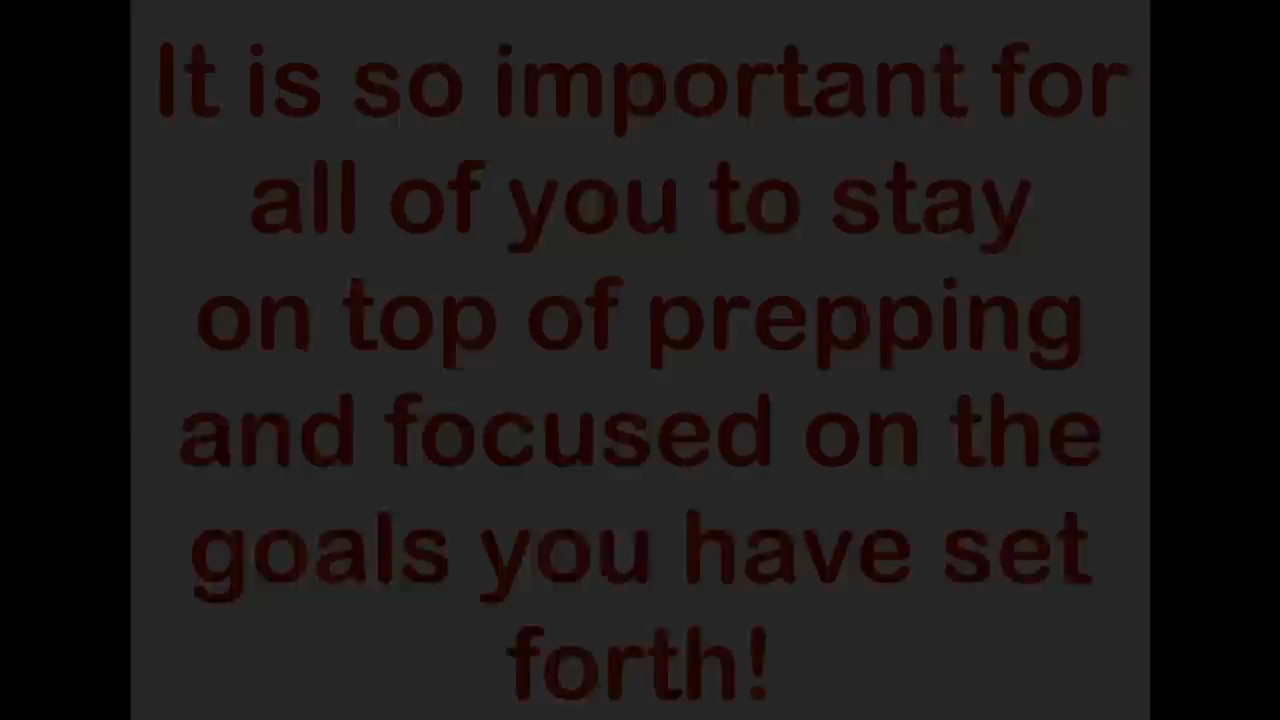 It is so important for
all of you to stay
on top of prepping
and focused on the
goals you have set
forth!